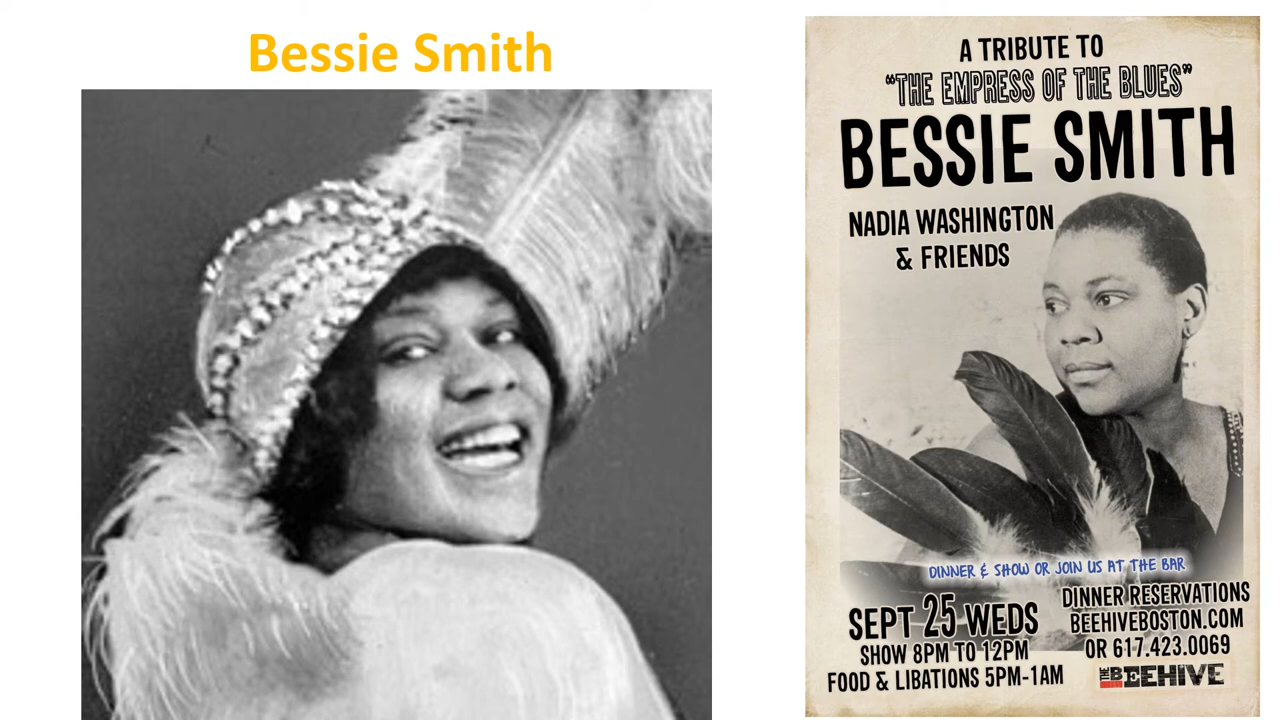 Bessie Smith
A TRIBUTE TO
"THE EMPRESS OF THE BLUES"
BESSIE SMITH
NADIA WASHINGTON
& FRIENDS
DINNER & SHOW OR JOIN US AT THE BAR
SEPT 25 WEDS
SHOW 8PM TO 12PM
FOOD & LIBATIONS 5PM-1AM
DINNER RESERVATIONS
BEEHIVEBOSTON.COM
OR 617.423.0069
THE BEEHIVE